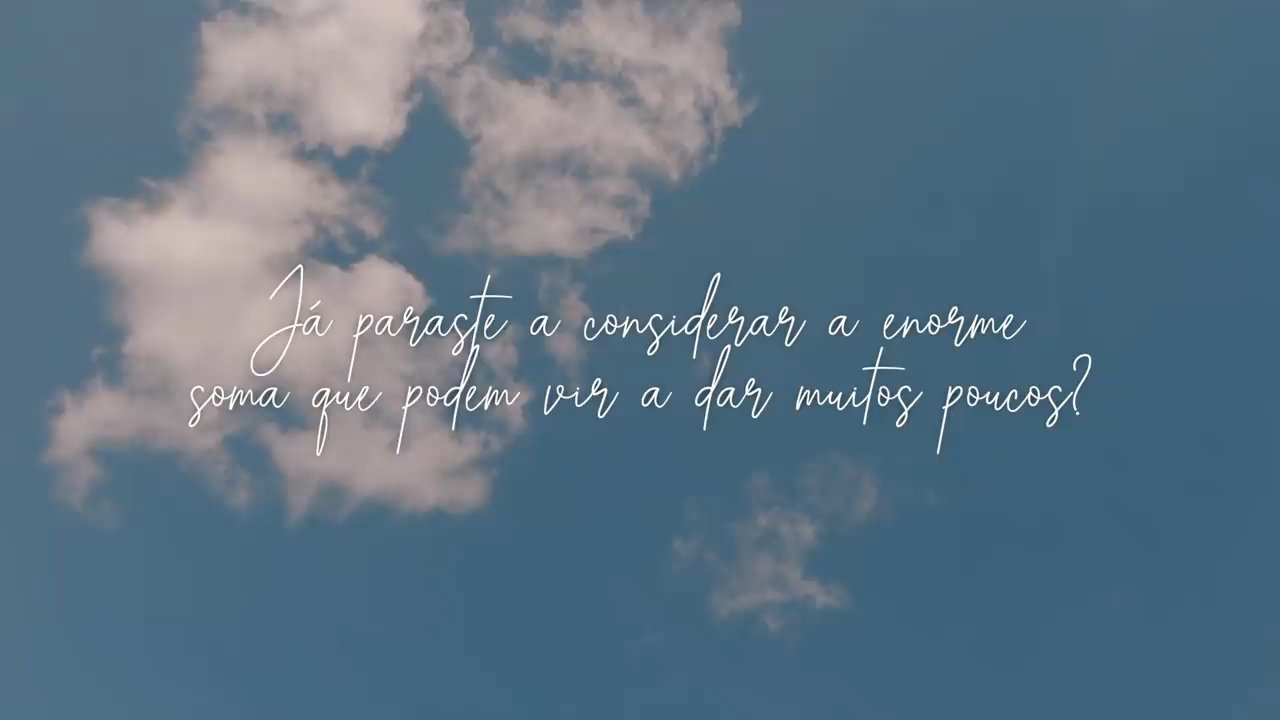 Já paraste a considerar a enorme
soma que podem vir a dar muitos poucos?